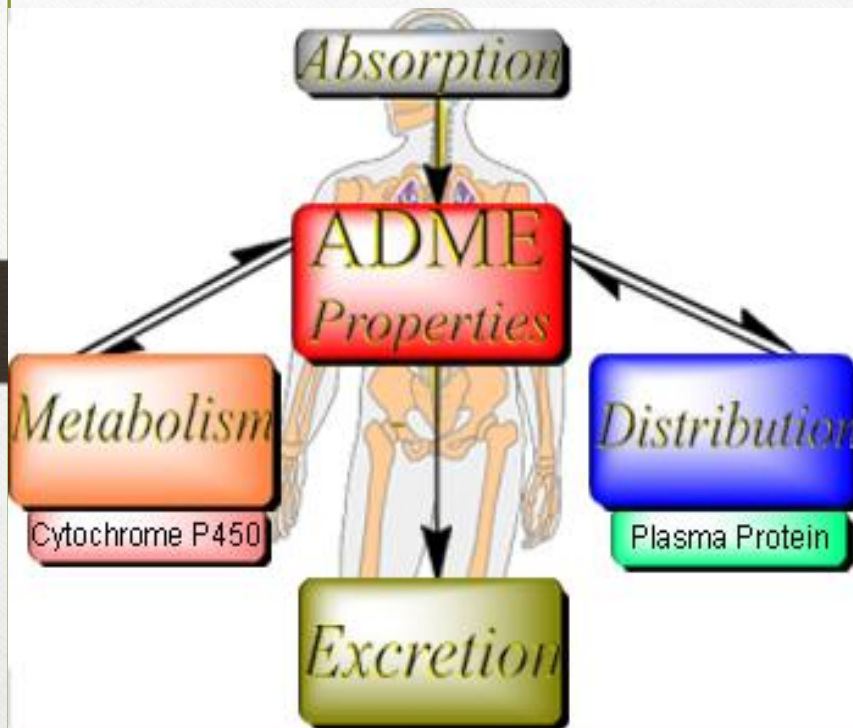 Absorption
ADME
Properties
Metabolism
Cytochrome P450
Distribution
Plasma Protein
Excretion